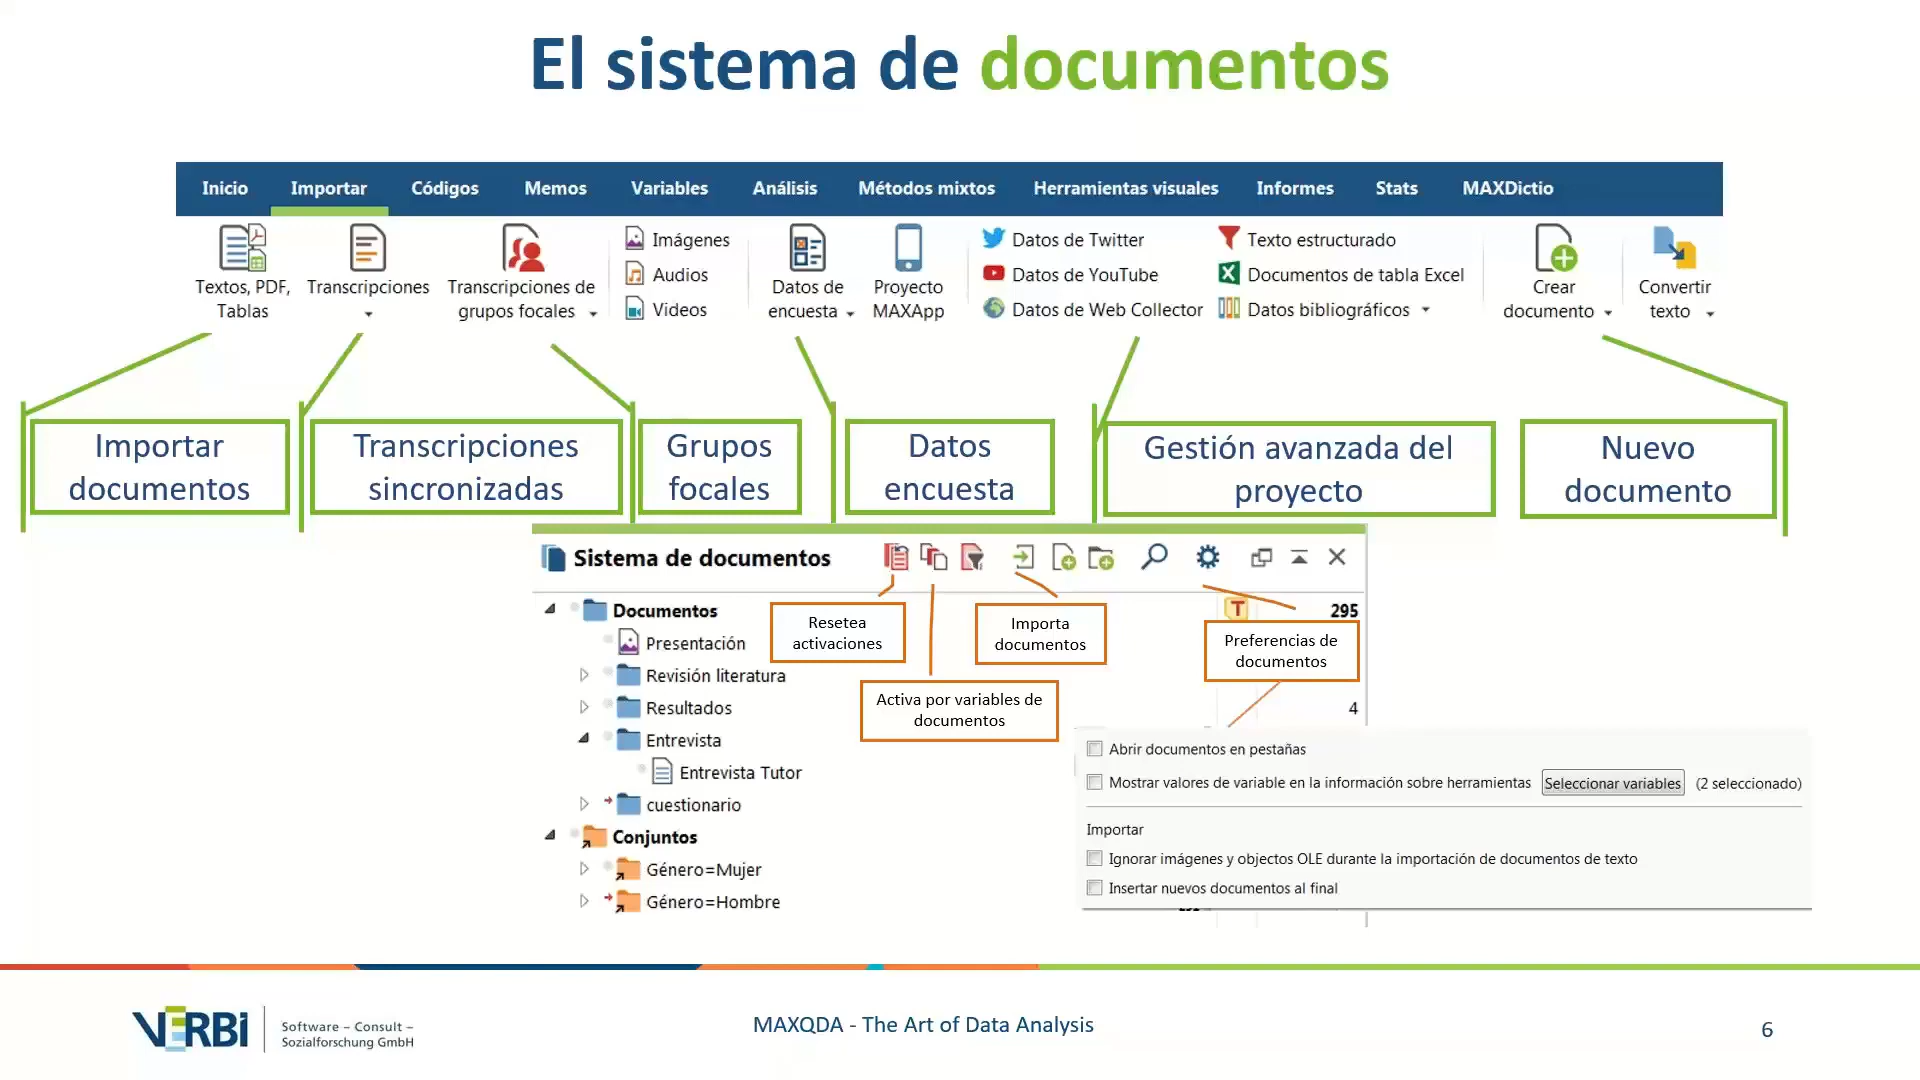 El sistema de documentos
Inicio Importar Códigos Memos Variables Análisis Métodos mixtos Herramientas visuales Informes Stats MAXDictio
Textos, PDF,
Tablas
Transcripciones
Transcripciones de
grupos focales
Imágenes
Audios
Videos
Datos de
encuesta
Proyecto
MAXApp
Datos de Twitter
Datos de YouTube
Datos de Web Collector
Texto estructurado
Documentos de tabla Excel
Datos bibliográficos
Crear
documento
Convertir
texto
Importar
documentos
Transcripciones
sincronizadas
Grupos
focales
Datos
encuesta
Gestión avanzada del
proyecto
Nuevo
documento
Sistema de documentos
Documentos T 295
Presentación
Revisión literatura
Resultados 4
Entrevista
Entrevista Tutor
cuestionario
Conjuntos
Género=Mujer
Género=Hombre
Resetea
activaciones
Activa por variables de
documentos
Importa
documentos
Preferencias de
documentos
Abrir documentos en pestañas
Mostrar valores de variable en la información sobre herramientas Seleccionar variables (2 seleccionado)
Importar
Ignorar imágenes y objectos OLE durante la importación de documentos de texto
Insertar nuevos documentos al final
VERBI Software – Consult –
Sozialforschung GmbH
MAXQDA - The Art of Data Analysis
6